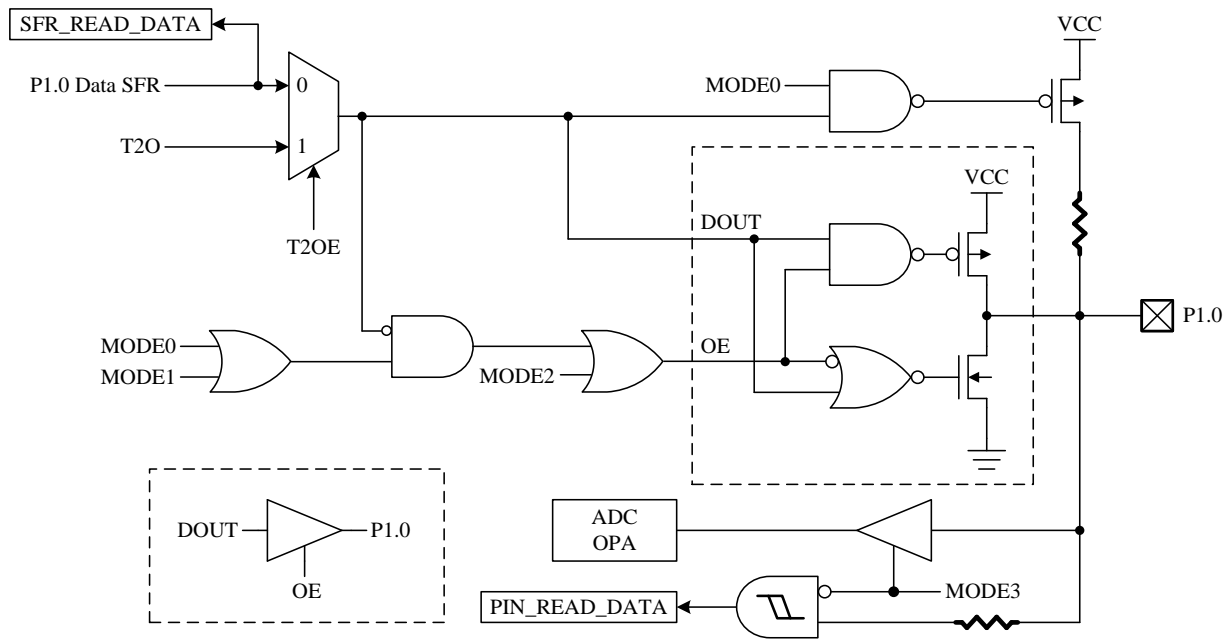 SFR_READ_DATA
VCC
P1.0 Data SFR
0
MODE0
T2O
1
VCC
DOUT
T2OE
P1.0
MODE0
OE
MODE1
MODE2
ADC
OPA
DOUT
P1.0
OE
MODE3
PIN_READ_DATA